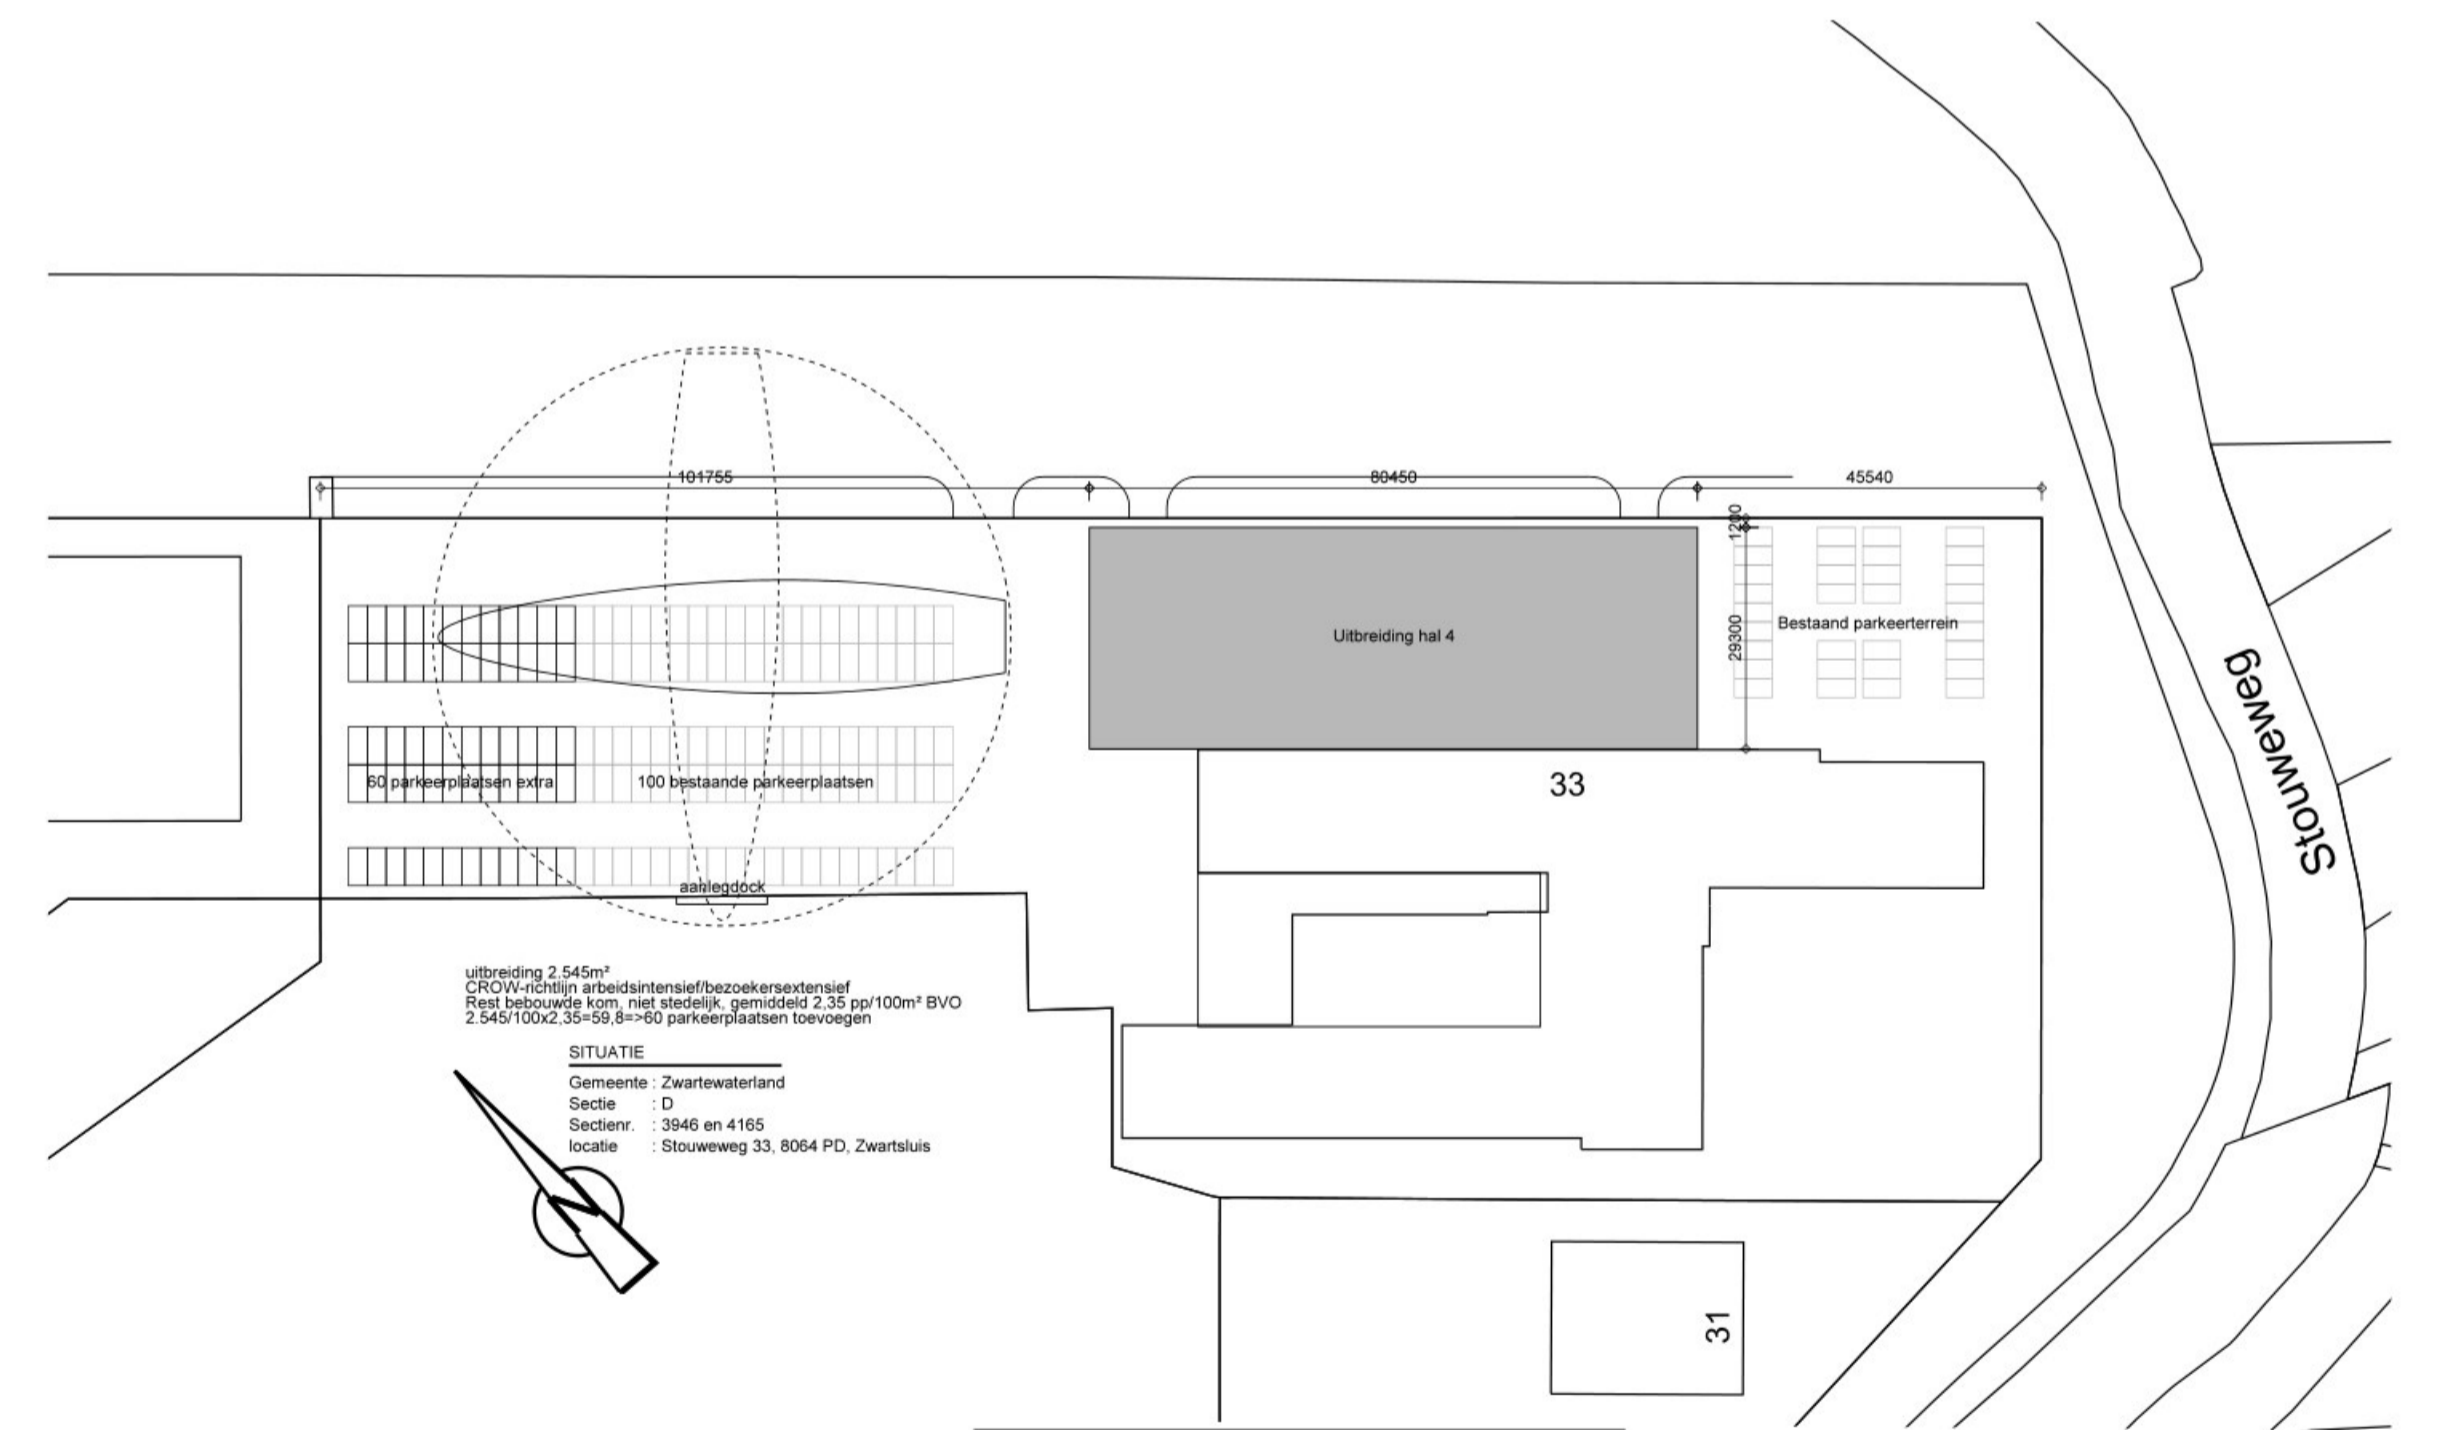 101755
80450
45540
1200
29300
Uitbreiding hal 4
Bestaand parkeerterrein
Stouweweg
60 parkeerplaatsen extra
100 bestaande parkeerplaatsen
33
aanlegdock
uitbreiding 2.545m²
CROW-richtlijn arbeidsintensief/bezoekersextensief
Rest bebouwde kom, niet stedelijk, gemiddeld 2,35 pp/100m² BVO
2.545/100x2,35=59,8=>60 parkeerplaatsen toevoegen
SITUATIE
Gemeente : Zwartewaterland
Sectie : D
Sectienr. : 3946 en 4165
locatie : Stouweweg 33, 8064 PD, Zwartsluis
N
31